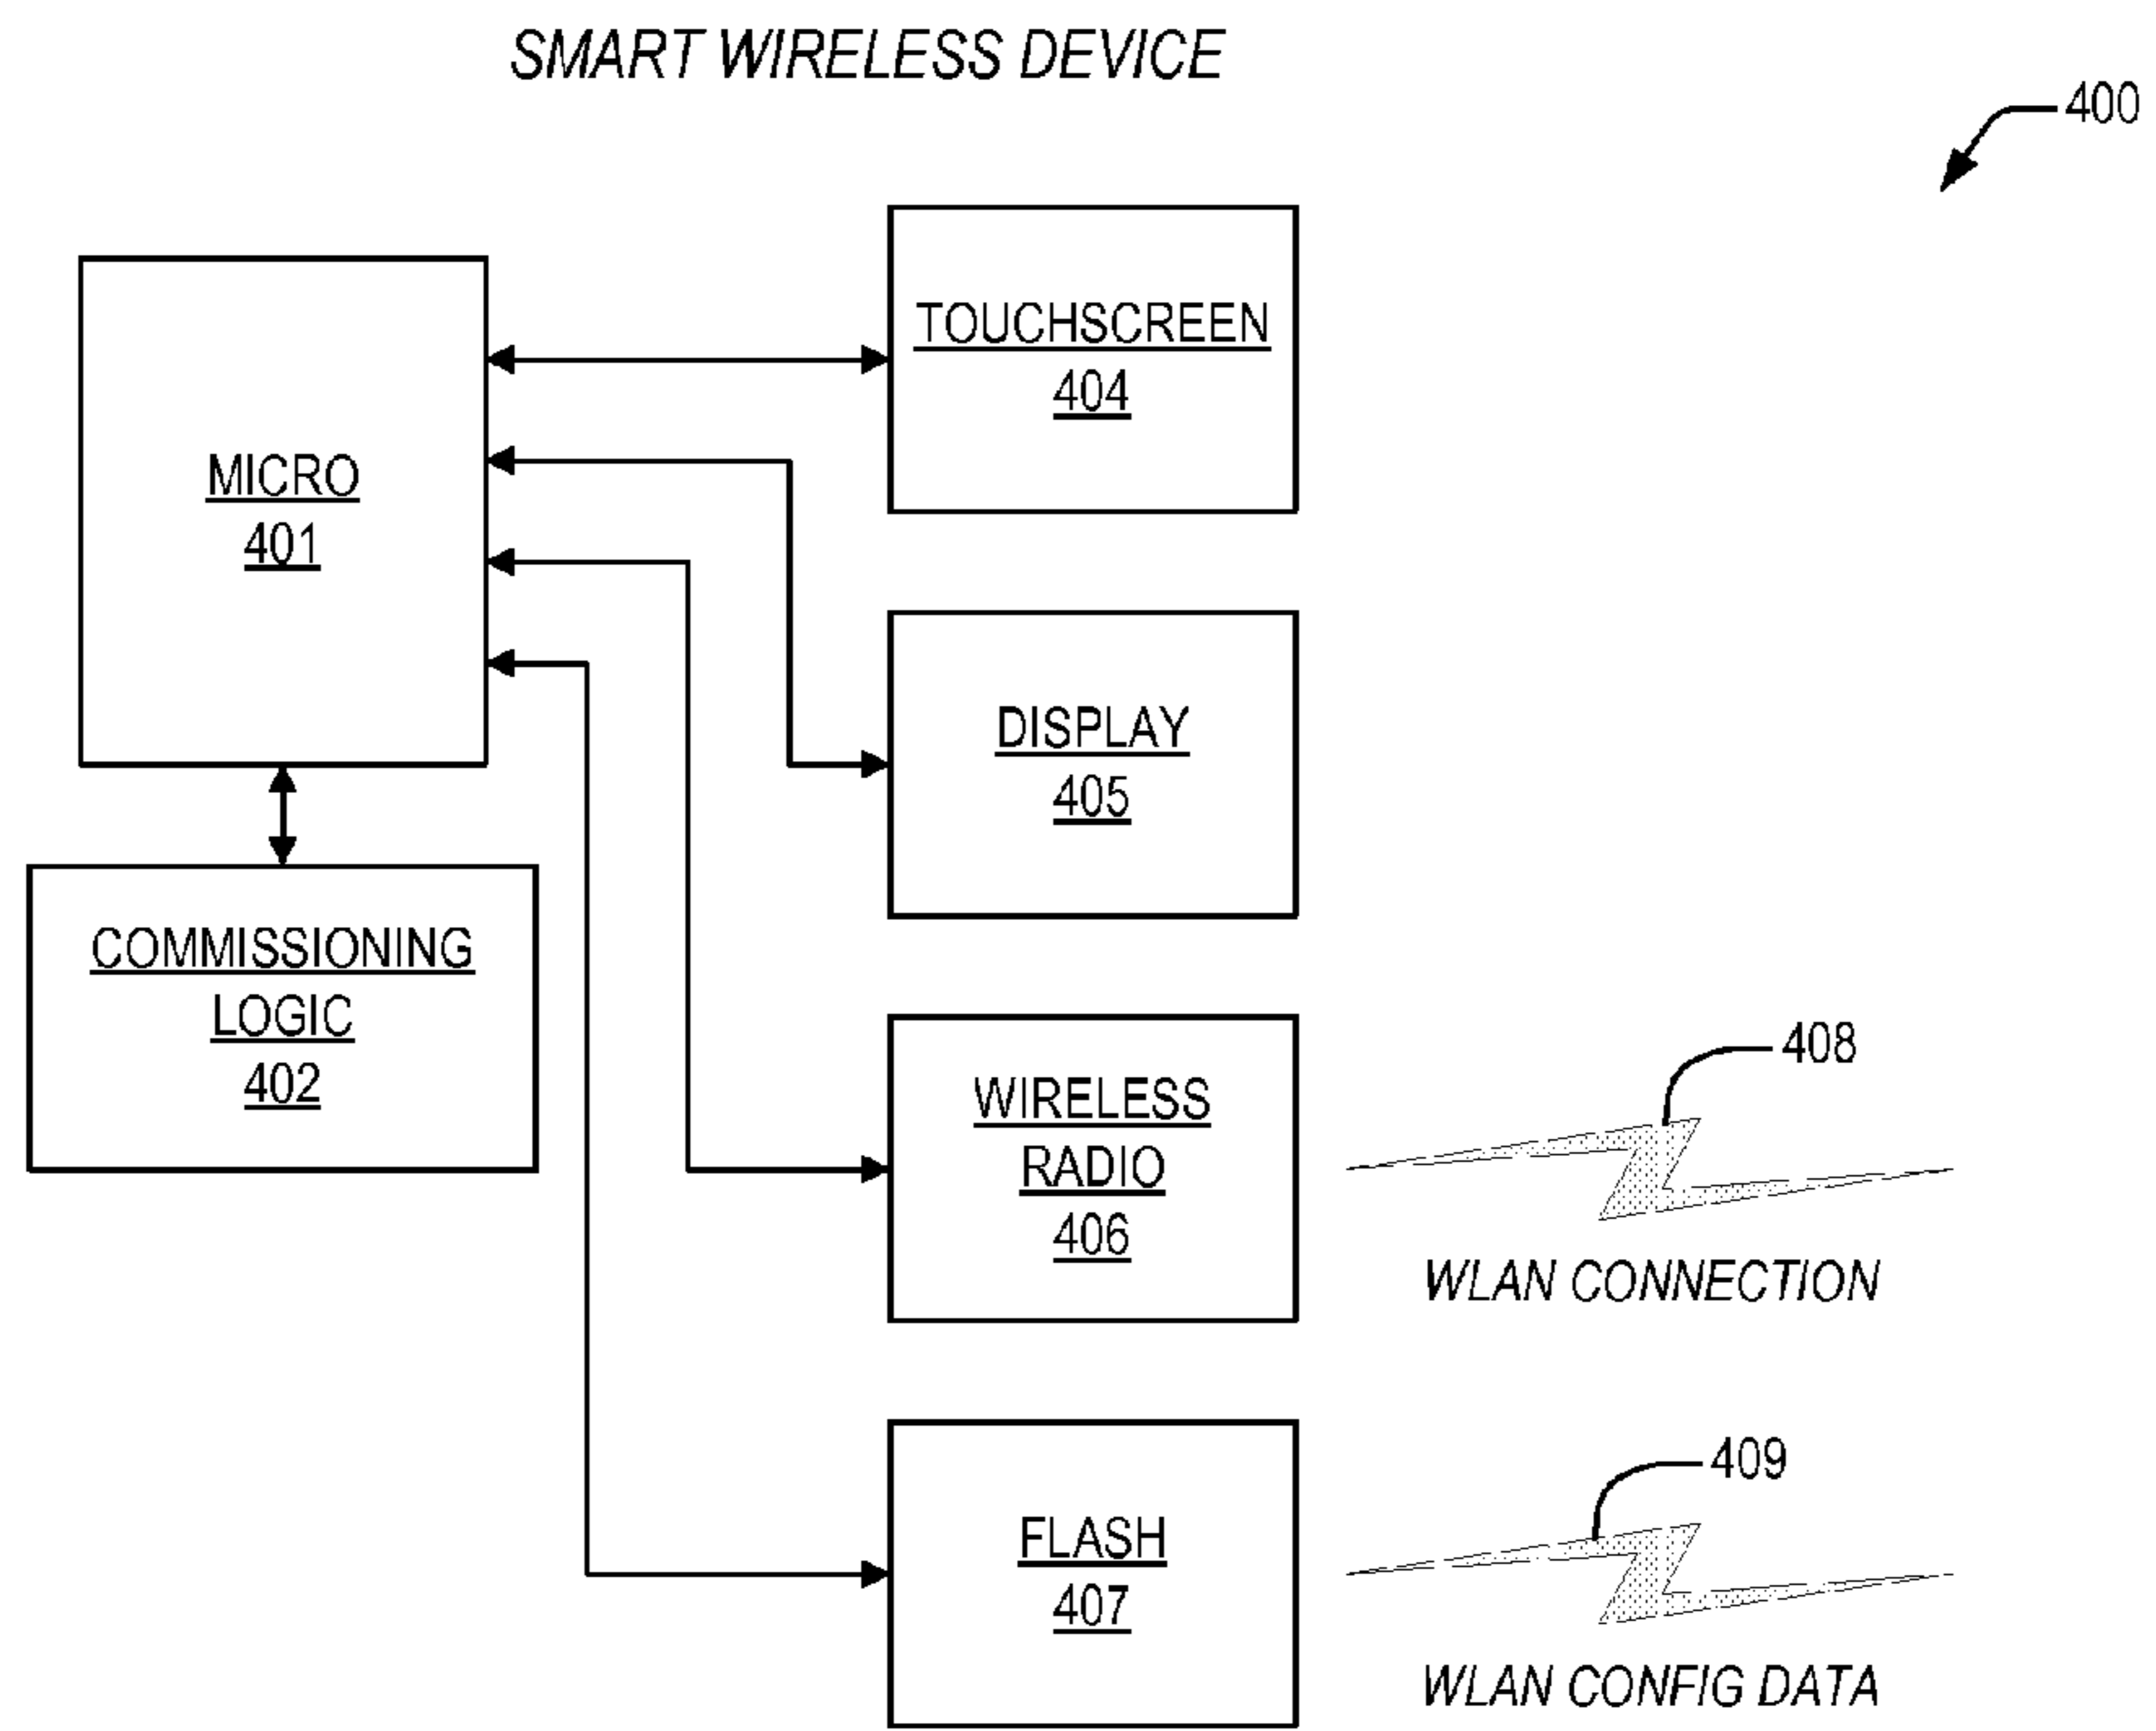 SMART WIRELESS DEVICE
400
TOUCHSCREEN
404
MICRO
401
DISPLAY
405
COMMISSIONING
LOGIC
402
WIRELESS
RADIO
406
408
WLAN CONNECTION
FLASH
407
409
WLAN CONFIG DATA